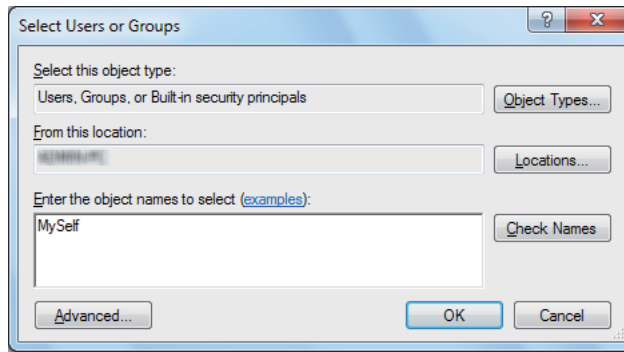 Select Users or Groups
Select this object type:
Users, Groups, or Built-in security principals
Object Types...
From this location:
Locations...
Enter the object names to select (examples):
MySelf
Check Names
Advanced...
OK
Cancel